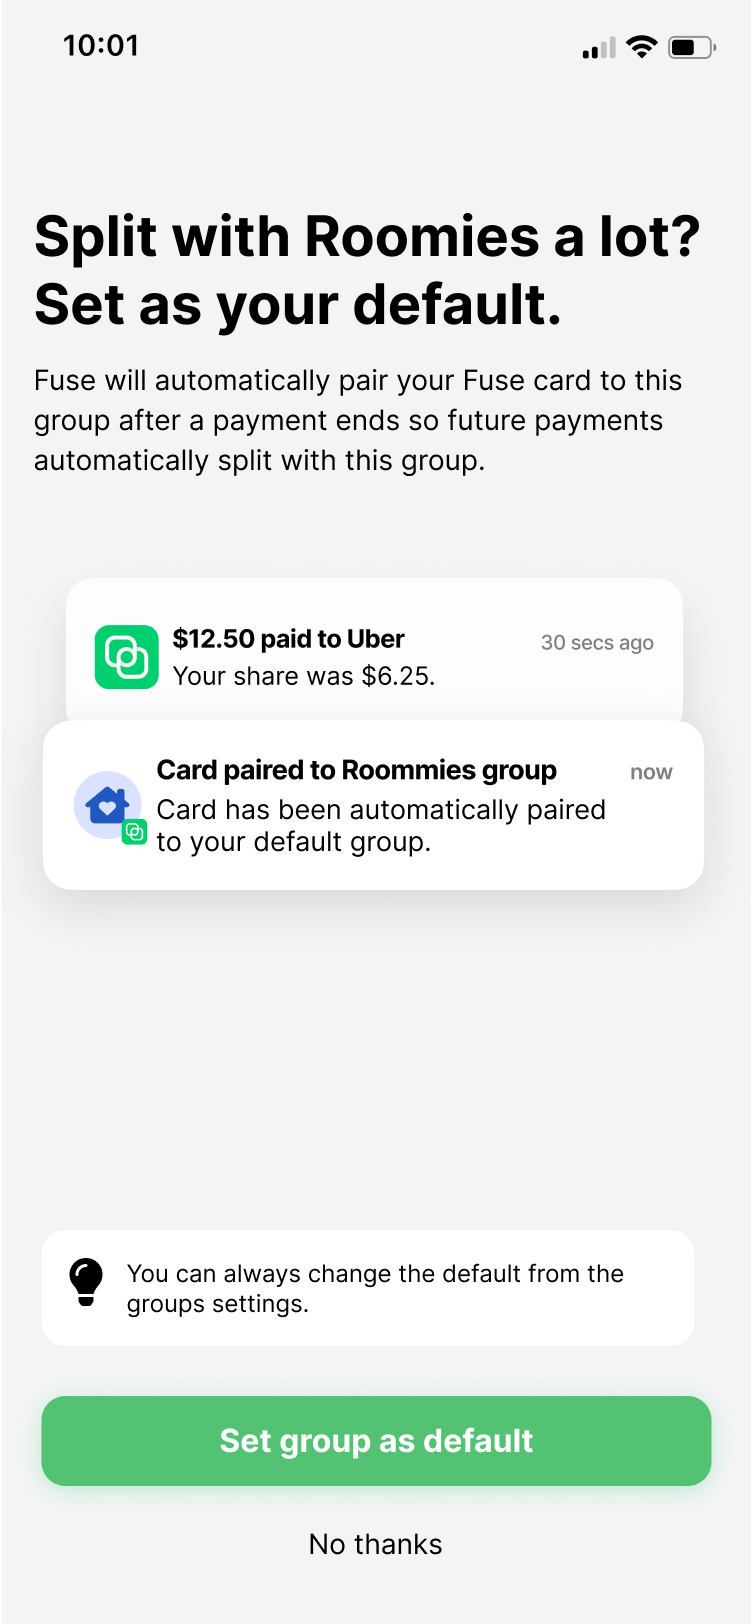 10:01
Split with Roomies a lot?
Set as your default.
Fuse will automatically pair your Fuse card to this
group after a payment ends so future payments
automatically split with this group.
$12.50 paid to Uber
30 secs ago
Your share was $6.25.
Card paired to Roommies group
now
Card has been automatically paired
to your default group.
You can always change the default from the
groups settings.
Set group as default
No thanks